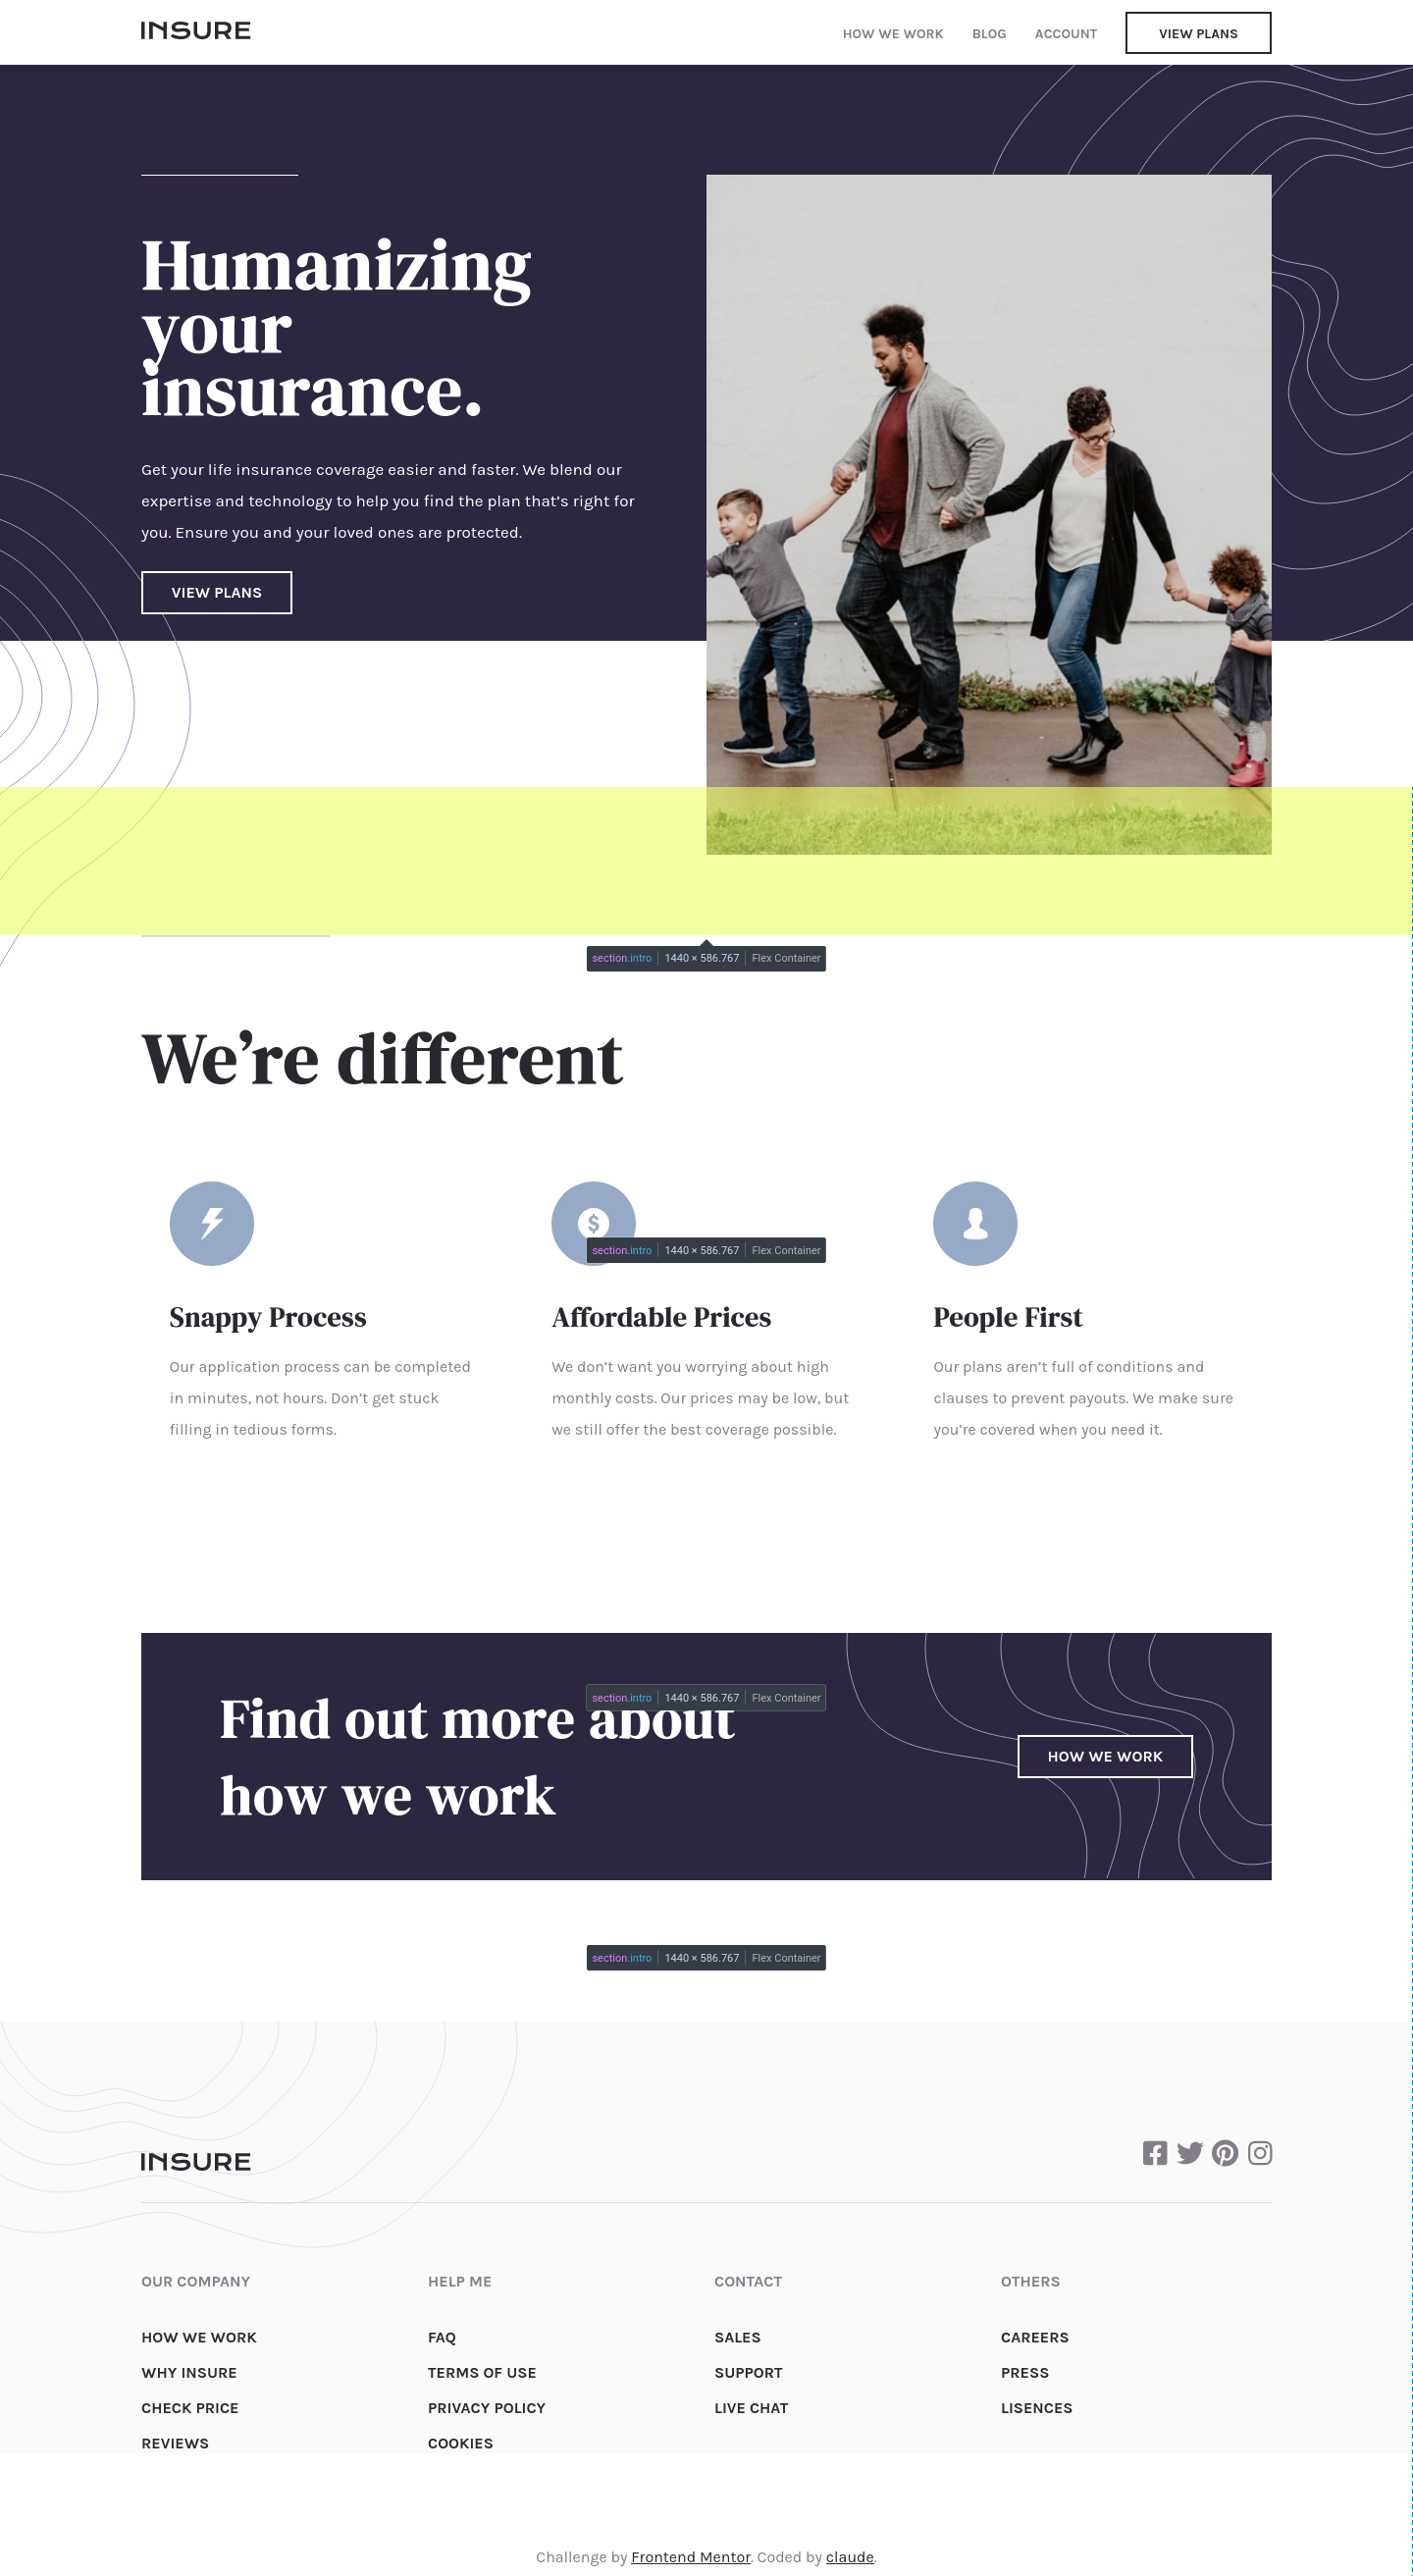 INSURE
HOW WE WORK BLOG ACCOUNT VIEW PLANS
Humanizing
your
insurance.
Get your life insurance coverage easier and faster. We blend our
expertise and technology to help you find the plan that’s right for
you. Ensure you and your loved ones are protected.
VIEW PLANS
section.intro 1440 × 586.767 Flex Container
We’re different
section.intro 1440 × 586.767 Flex Container
Snappy Process
Our application process can be completed
in minutes, not hours. Don’t get stuck
filling in tedious forms.
Affordable Prices
We don’t want you worrying about high
monthly costs. Our prices may be low, but
we still offer the best coverage possible.
People First
Our plans aren’t full of conditions and
clauses to prevent payouts. We make sure
you’re covered when you need it.
section.intro 1440 × 586.767 Flex Container
Find out more about
how we work
HOW WE WORK
section.intro 1440 × 586.767 Flex Container
INSURE
OUR COMPANY
HOW WE WORK
WHY INSURE
CHECK PRICE
REVIEWS
HELP ME
FAQ
TERMS OF USE
PRIVACY POLICY
COOKIES
CONTACT
SALES
SUPPORT
LIVE CHAT
OTHERS
CAREERS
PRESS
LISENCES
Challenge by Frontend Mentor. Coded by claude.